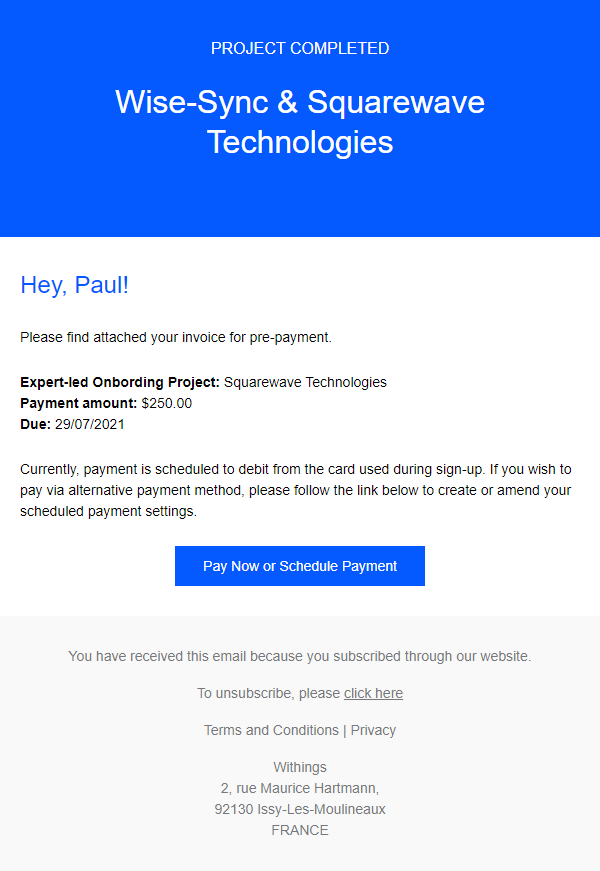 PROJECT COMPLETED
Wise-Sync & Squarewave
Technologies
Hey, Paul!
Please find attached your invoice for pre-payment.
Expert-led Onbording Project: Squarewave Technologies
Payment amount: $250.00
Due: 29/07/2021
Currently, payment is scheduled to debit from the card used during sign-up. If you wish to
pay via alternative payment method, please follow the link below to create or amend your
scheduled payment settings.
Pay Now or Schedule Payment
You have received this email because you subscribed through our website.
To unsubscribe, please click here
Terms and Conditions | Privacy
Withings
2, rue Maurice Hartmann,
92130 Issy-Les-Moulineaux
FRANCE